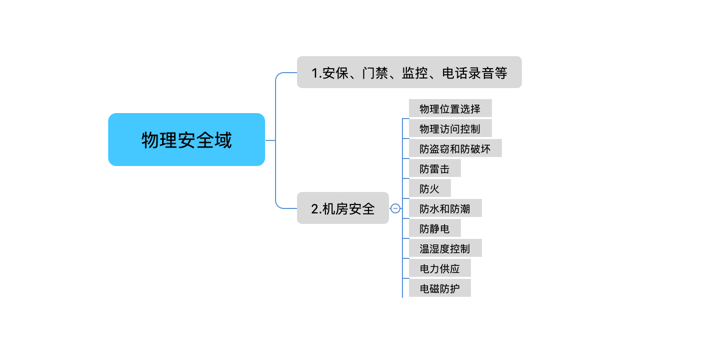 物理安全域
1.安保、门禁、监控、电话录音等
2.机房安全
物理位置选择
物理访问控制
防盗窃和防破坏
防雷击
防火
防水和防潮
防静电
温湿度控制
电力供应
电磁防护